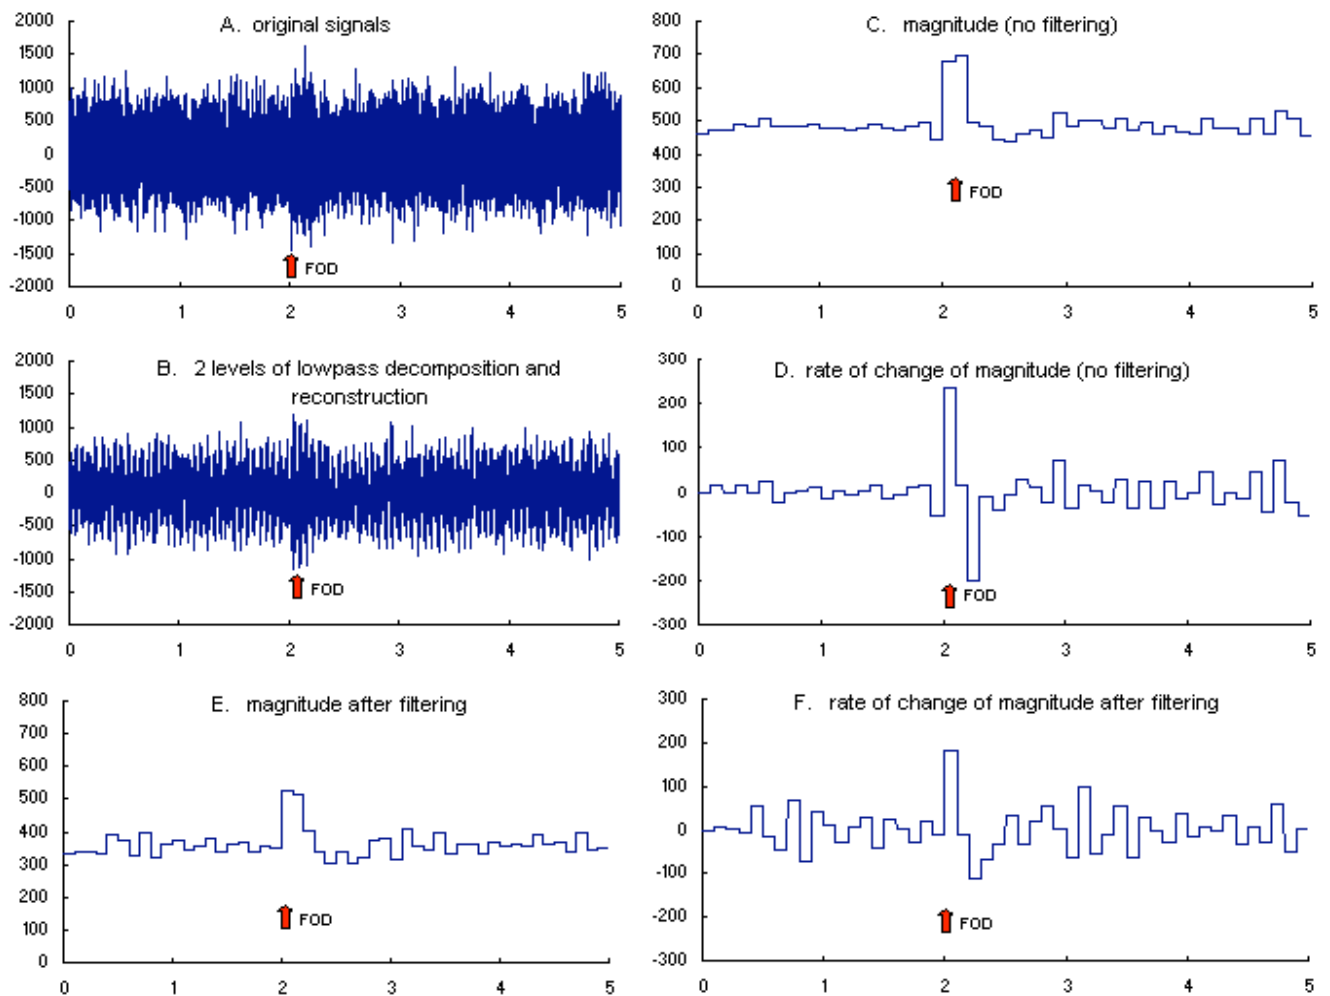 A. original signals
2000
1500
1000
500
0
-500
-1000
-1500
-2000
FOD
0 1 2 3 4 5
C. magnitude (no filtering)
800
700
600
500
400
300
200
100
0
FOD
0 1 2 3 4 5
B. 2 levels of lowpass decomposition and
reconstruction
2000
1500
1000
500
0
-500
-1000
-1500
-2000
FOD
0 1 2 3 4 5
D. rate of change of magnitude (no filtering)
300
200
100
0
-100
-200
-300
FOD
0 1 2 3 4 5
E. magnitude after filtering
800
700
600
500
400
300
200
100
0
FOD
0 1 2 3 4 5
F. rate of change of magnitude after filtering
300
200
100
0
-100
-200
-300
FOD
0 1 2 3 4 5